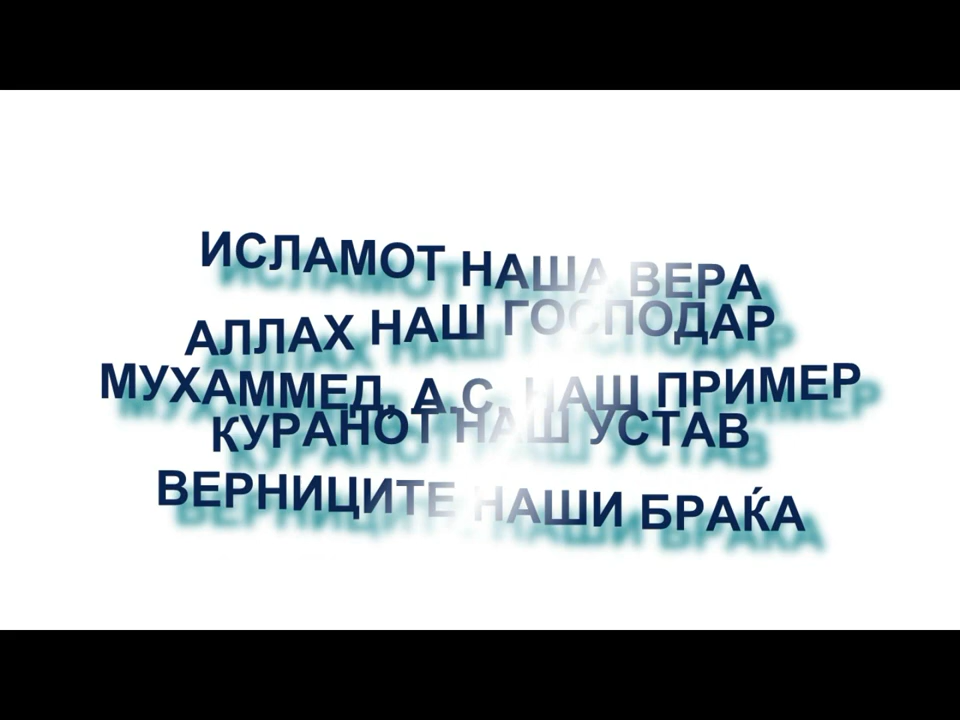 ИСЛАМОТ НАША ВЕРА
АЛЛАХ НАШ ГОСПОДАР
МУХАММЕД, А.С. НАШ ПРИМЕР
КУРАНОТ НАШ УСТАВ
ВЕРНИЦИТЕ НАШИ БРАЌА